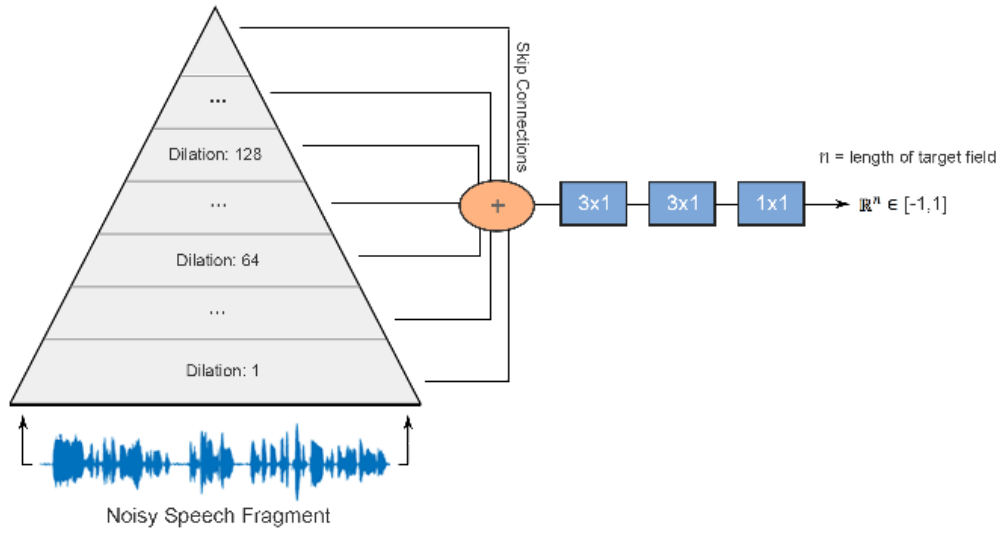 Skip Connections
...
Dilation: 128
...
Dilation: 64
...
Dilation: 1
+
3x1
3x1
1x1
n = length of target field
ℝⁿ ∈ [-1,1]
Noisy Speech Fragment